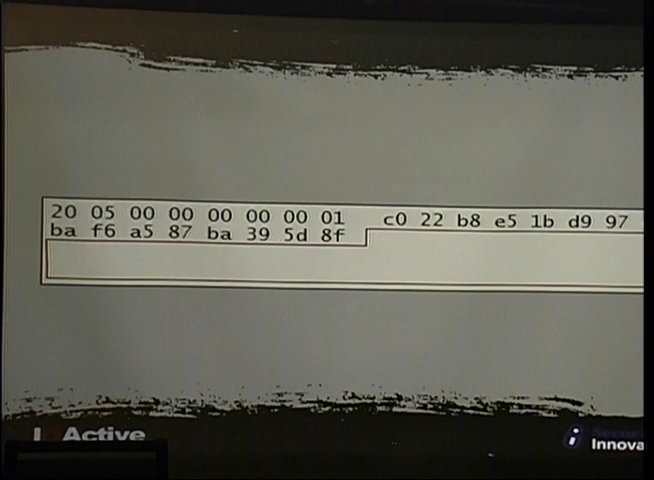 20 05 00 00 00 00 00 01 c0 22 b8 e5 1b d9 97
ba f6 a5 87 ba 39 5d 8f
Active
Innova